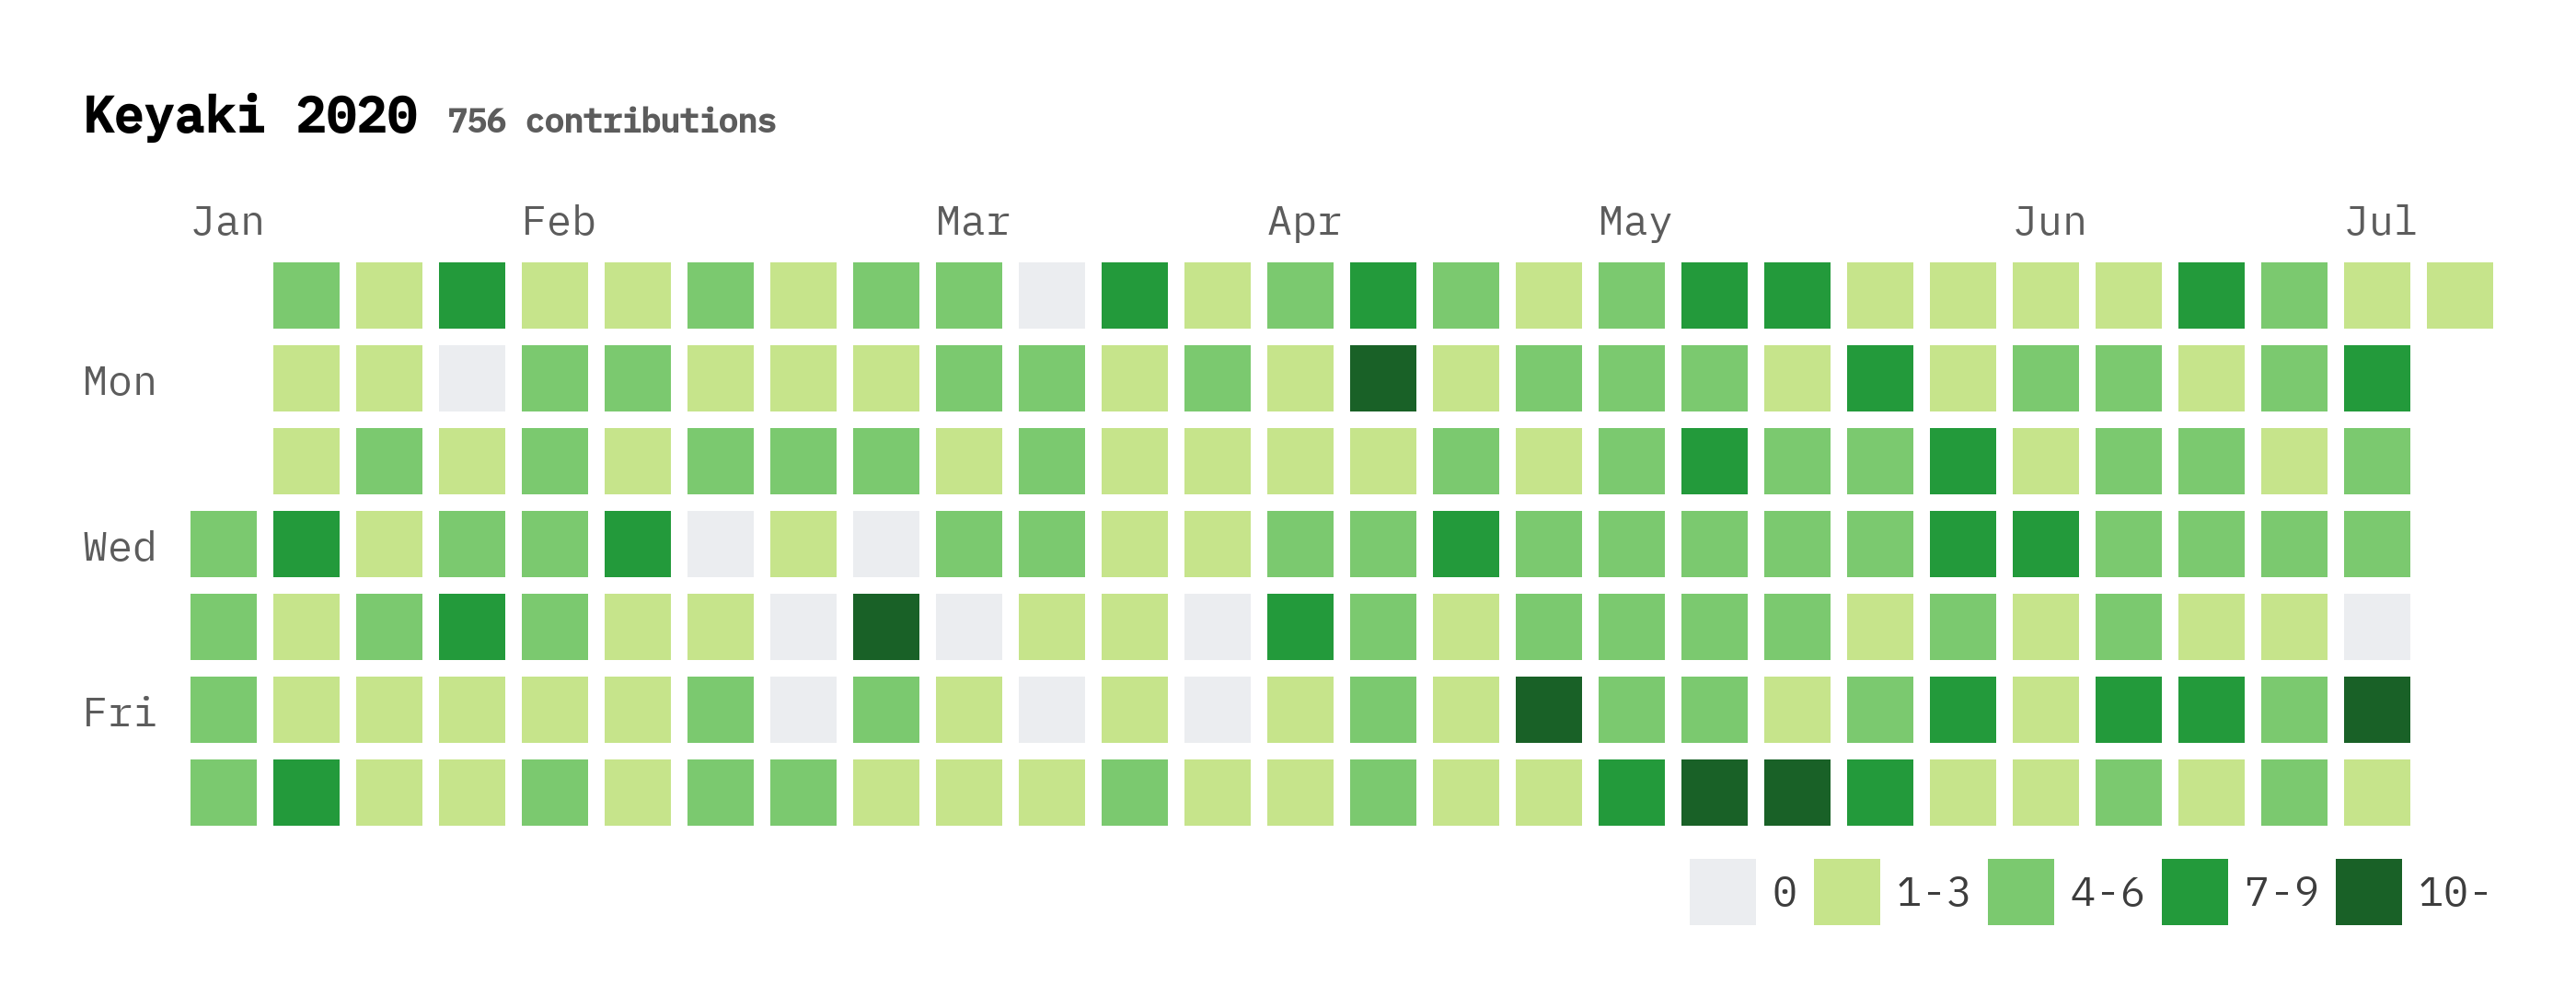 Keyaki 2020 756 contributions
Jan Feb Mar Apr May Jun Jul
Mon
Wed
Fri
0 1-3 4-6 7-9 10-